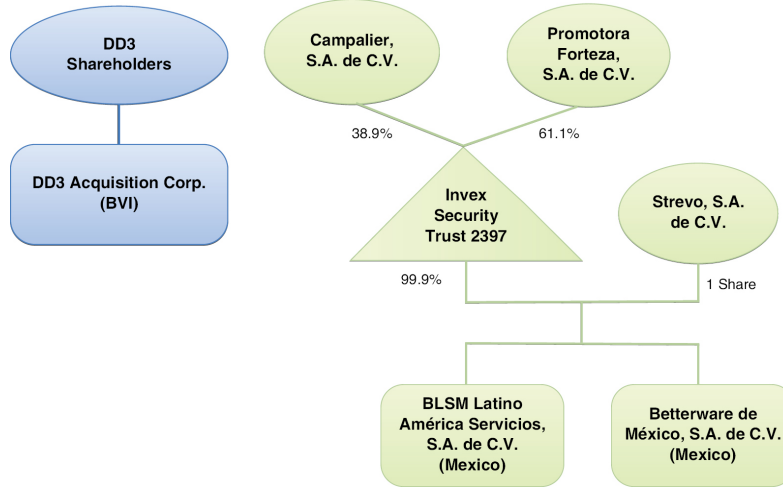 DD3
Shareholders
DD3 Acquisition Corp.
(BVI)
Campalier,
S.A. de C.V.
Promotora
Forteza,
S.A. de C.V.
38.9%
61.1%
Invex
Security
Trust 2397
Strevo, S.A.
de C.V.
99.9%
1 Share
BLSM Latino
América Servicios,
S.A. de C.V.
(Mexico)
Betterware de
México, S.A. de C.V.
(Mexico)